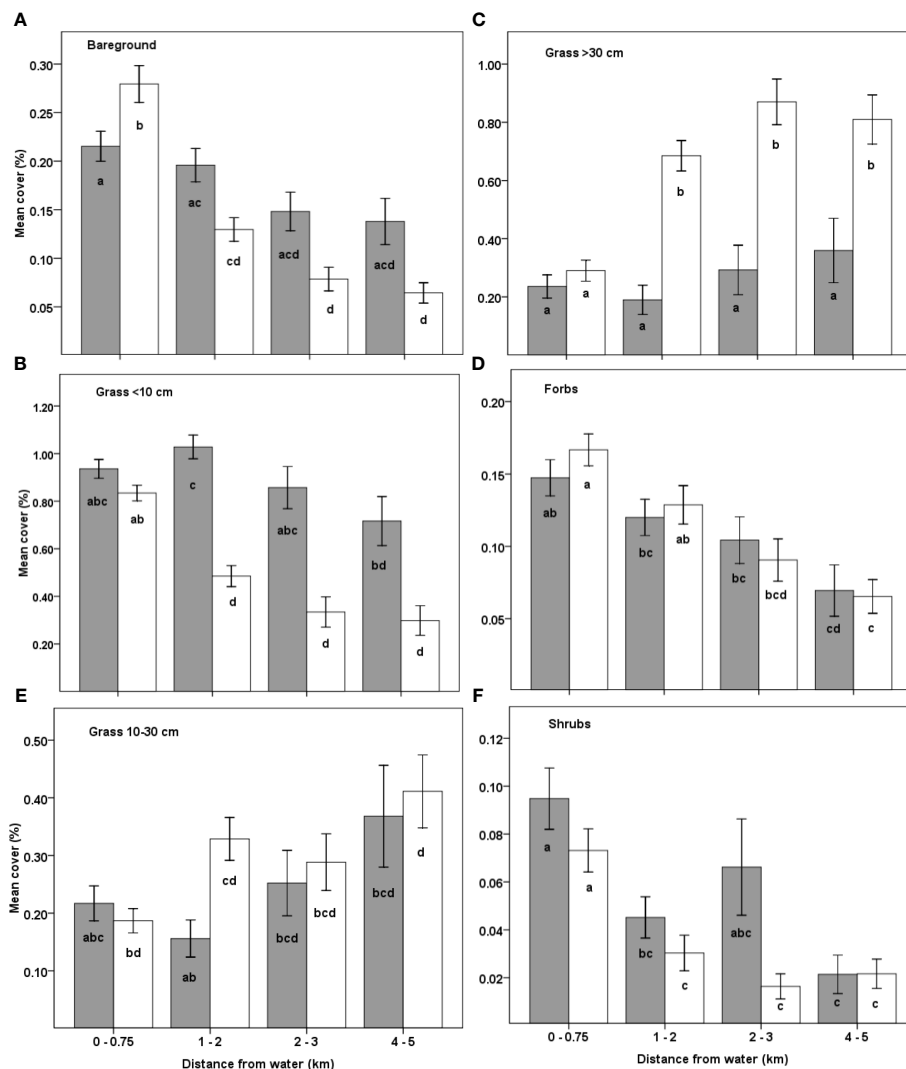 A
Bareground
Mean cover (%)
0.30
0.25
0.20
0.15
0.10
0.05
a
b
ac
cd
acd
d
acd
d
B
Grass <10 cm
Mean cover (%)
1.20
1.00
0.80
0.60
0.40
0.20
abc
ab
c
d
abc
d
bd
d
E
Grass 10-30 cm
Mean cover (%)
0.50
0.40
0.30
0.20
0.10
abc
bd
ab
cd
bcd
bcd
bcd
d
0 - 0.75
1 - 2
2 - 3
4 - 5
Distance from water (km)
C
Grass >30 cm
1.00
0.80
0.60
0.40
0.20
a
a
a
b
a
b
a
b
D
Forbs
0.20
0.15
0.10
0.05
ab
a
bc
ab
bc
bcd
cd
c
F
Shrubs
0.12
0.10
0.08
0.06
0.04
0.02
a
a
bc
c
abc
c
c
c
0 - 0.75
1 - 2
2 - 3
4 - 5
Distance from water (km)